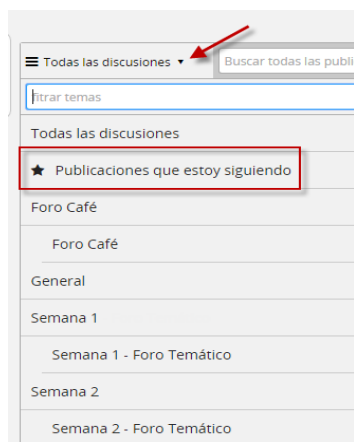 Todas las discusiones
Buscar todas las publi
fitrar temas
Todas las discusiones
Publicaciones que estoy siguiendo
Foro Café
Foro Café
General
Semana 1
Semana 1 - Foro Temático
Semana 2
Semana 2 - Foro Temático